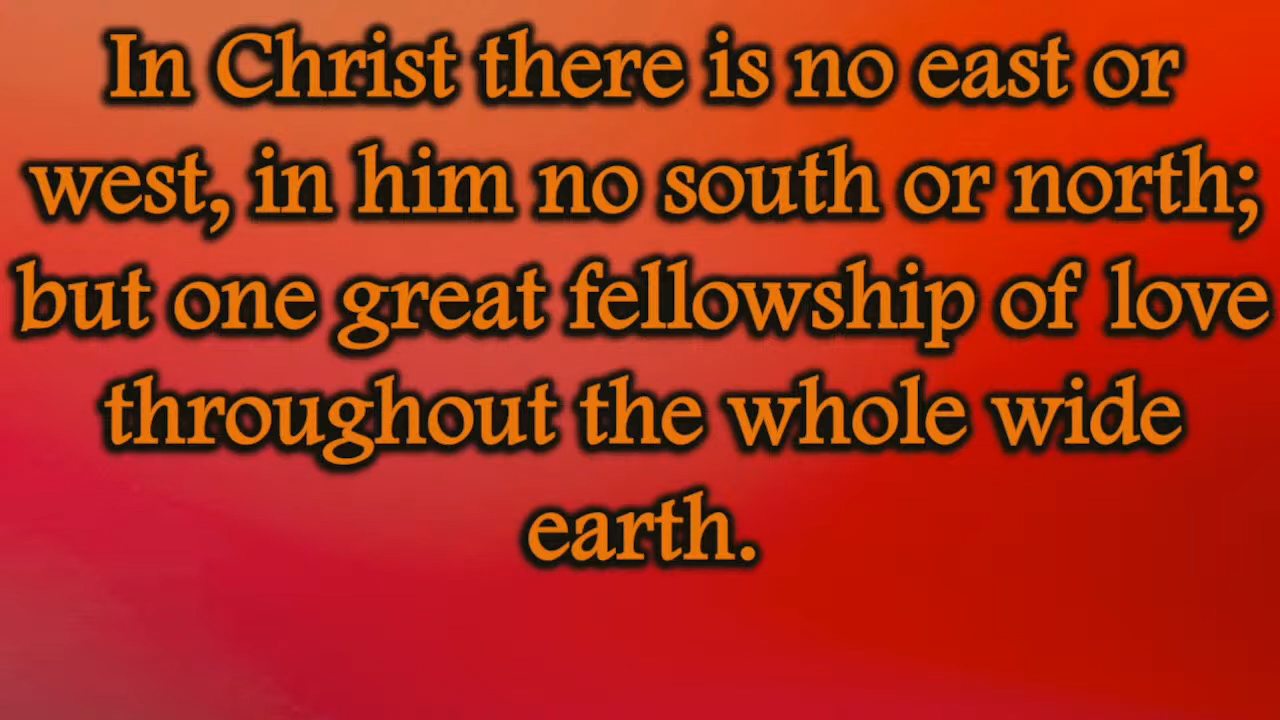 In Christ there is no east or
west, in him no south or north;
but one great fellowship of love
throughout the whole wide
earth.